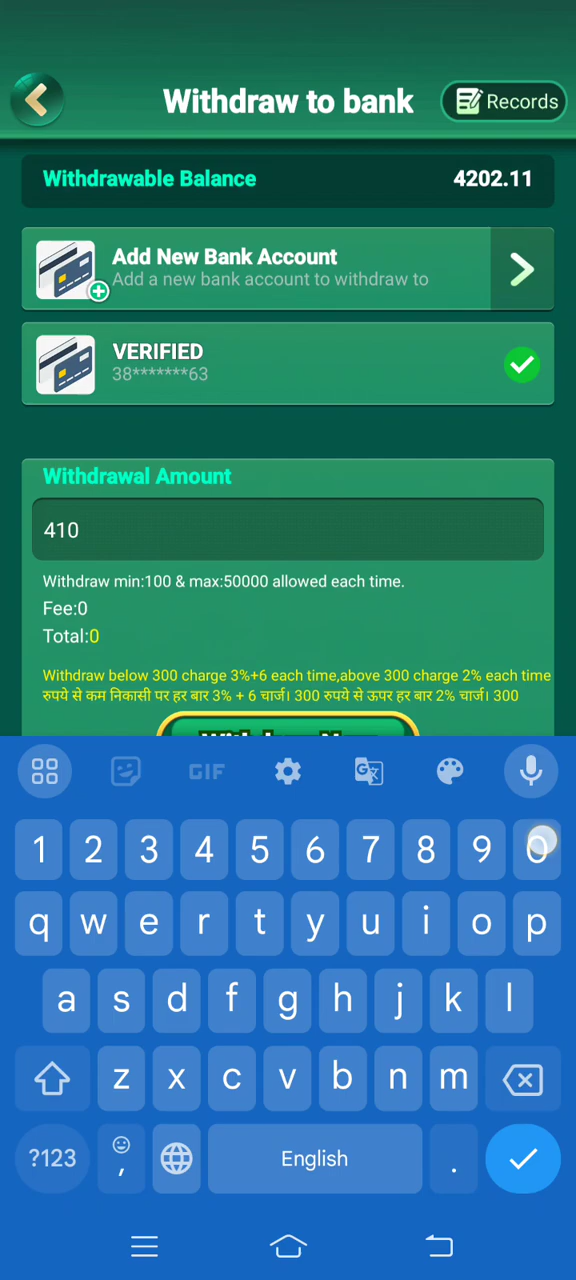 Withdraw to bank
Records
Withdrawable Balance 4202.11
Add New Bank Account
Add a new bank account to withdraw to
VERIFIED
38*******63
Withdrawal Amount
410
Withdraw min:100 & max:50000 allowed each time.
Fee:0
Total:0
Withdraw below 300 charge 3%+6 each time,above 300 charge 2% each time
रुपये से कम निकासी पर हर बार 3% + 6 चार्ज। 300 रुपये से ऊपर हर बार 2% चार्ज। 300
GIF
1 2 3 4 5 6 7 8 9 0
q w e r t y u i o p
a s d f g h j k l
z x c v b n m
?123 , English .